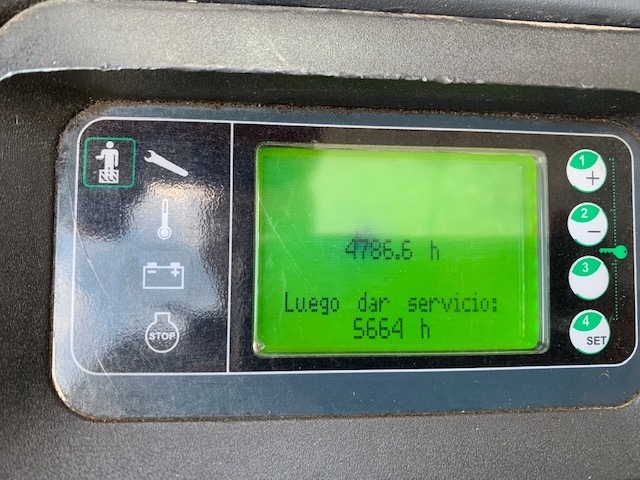 4786.6 h
Luego dar servicio:
5664 h
STOP
1
+
2
−
3
4
SET